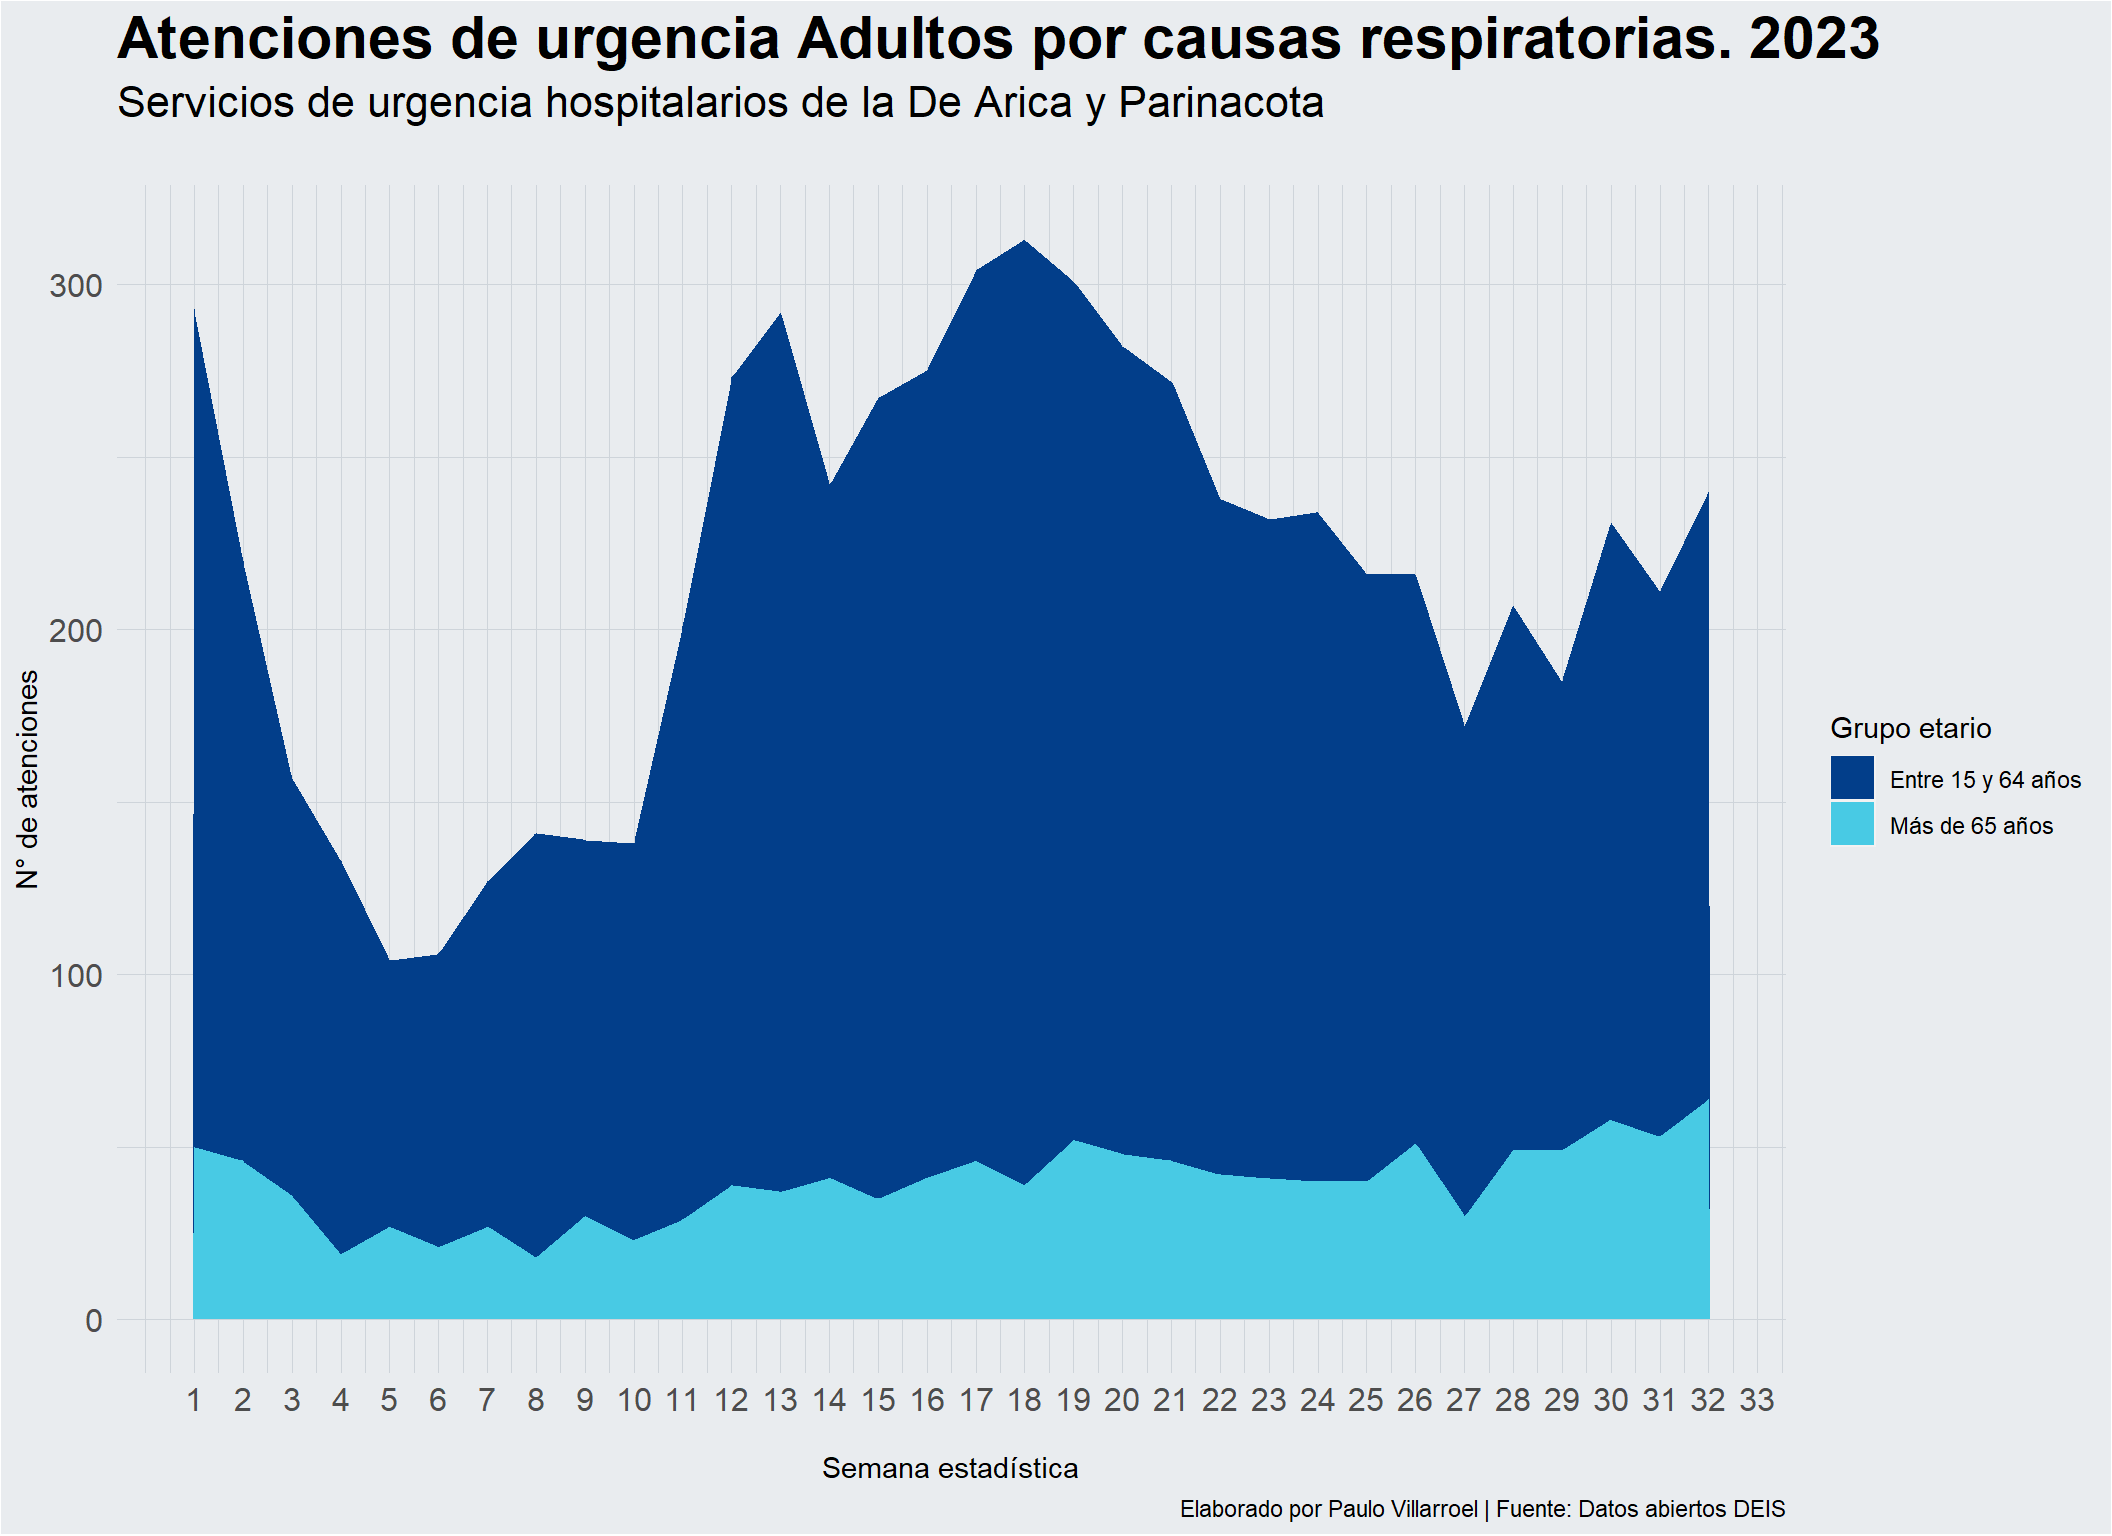 Atenciones de urgencia Adultos por causas respiratorias. 2023
Servicios de urgencia hospitalarios de la De Arica y Parinacota
300
200
100
0
N° de atenciones
Grupo etario
Entre 15 y 64 años
Más de 65 años
1 2 3 4 5 6 7 8 9 10 11 12 13 14 15 16 17 18 19 20 21 22 23 24 25 26 27 28 29 30 31 32 33
Semana estadística
Elaborado por Paulo Villarroel | Fuente: Datos abiertos DEIS